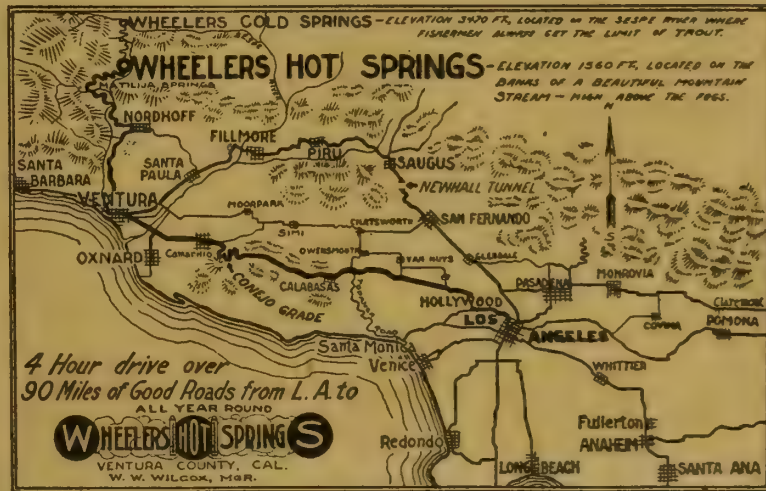 WHEELERS COLD SPRINGS - ELEVATION 3470 FT., LOCATED ON THE SESPE RIVER WHERE
FISHERMEN ALWAYS GET THE LIMIT OF TROUT.
WHEELERS HOT SPRINGS - ELEVATION 1560 FT., LOCATED ON THE
BANKS OF A BEAUTIFUL MOUNTAIN
STREAM - HIGH ABOVE THE FOGS.
MATILIJA SPRINGS
NORDHOFF
FILLMORE
PIRU
SAUGUS
N
SANTA
BARBARA
SANTA
PAULA
NEWHALL TUNNEL
VENTURA
MOORPARK
SIMI
CHATSWORTH
SAN FERNANDO
S
OXNARD
CAMARILLO
OWENSMOUTH
VAN NUYS
GLENDALE
CONEJO GRADE
CALABASAS
PASADENA
MONROVIA
HOLLYWOOD
LOS
ANGELES
COVINA
POMONA
TOPO
Santa Monica
Venice
WHITTIER
4 Hour drive over
90 Miles of Good Roads from L.A. to
ALL YEAR ROUND
WHEELERS HOT SPRINGS
VENTURA COUNTY, CAL.
W. W. WILCOX, MGR.
Redondo
LONG BEACH
Fullerton
ANAHEIM
SANTA ANA